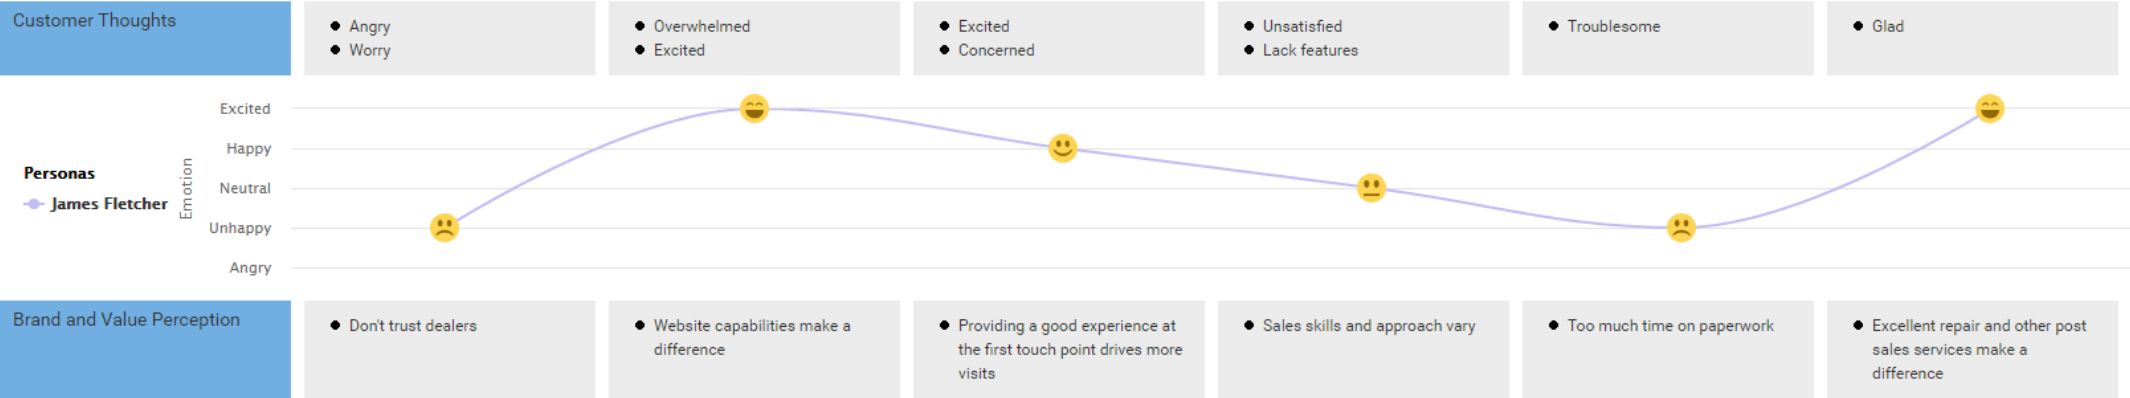 Customer Thoughts
Angry
Worry
Overwhelmed
Excited
Excited
Concerned
Unsatisfied
Lack features
Troublesome
Glad
Personas
James Fletcher
Emotion
Excited
Happy
Neutral
Unhappy
Angry
Brand and Value Perception
Don't trust dealers
Website capabilities make a
difference
Providing a good experience at
the first touch point drives more
visits
Sales skills and approach vary
Too much time on paperwork
Excellent repair and other post
sales services make a
difference